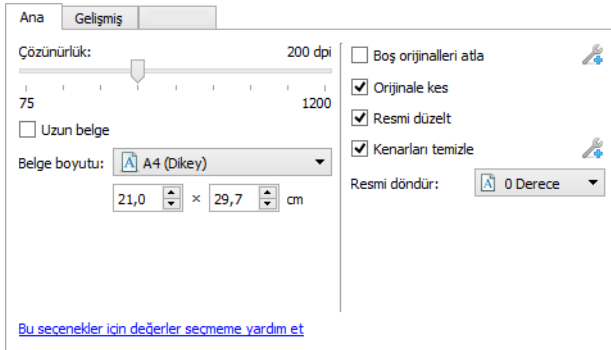 Ana Gelişmiş
Çözünürlük: 200 dpi
75 1200
Uzun belge
Belge boyutu: A4 (Dikey)
21,0 × 29,7 cm
Bu seçenekler için değerler seçmeme yardım et
Boş orijinalleri atla
Orijinale kes
Resmi düzelt
Kenarları temizle
Resmi döndür: 0 Derece